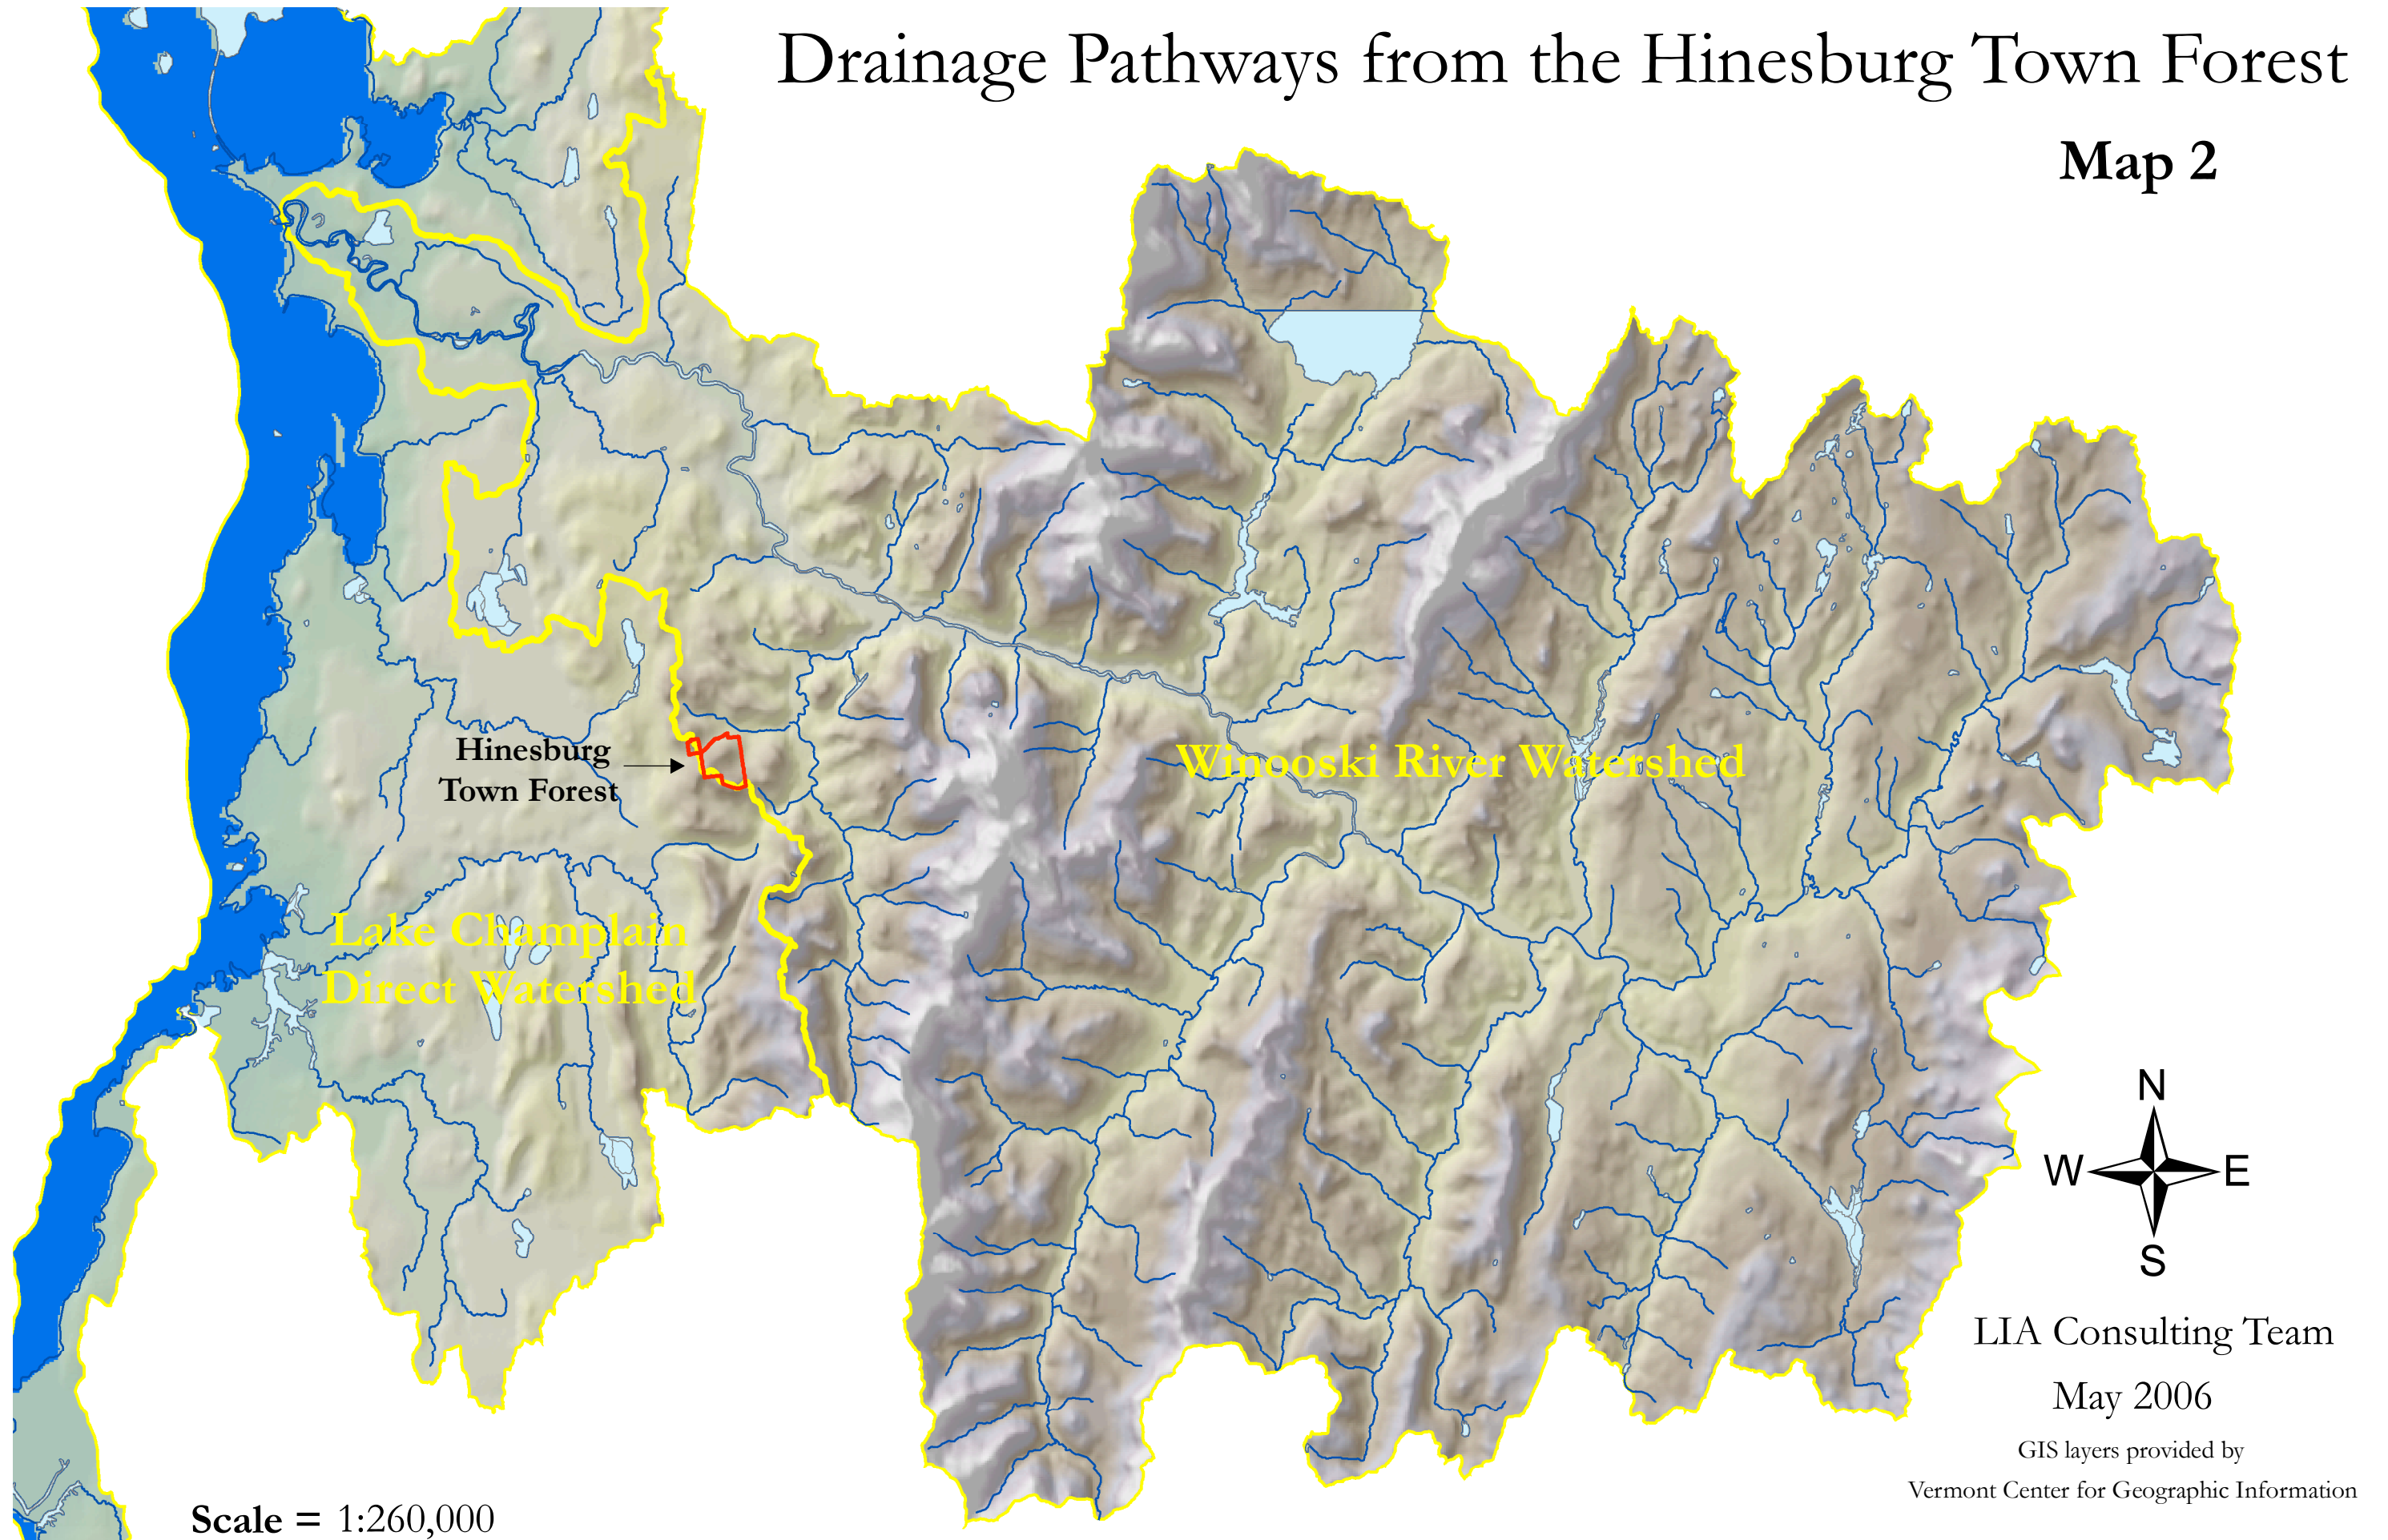 Drainage Pathways from the Hinesburg Town Forest
Map 2
Hinesburg
Town Forest
Winooski River Watershed
Lake Champlain
Direct Watershed
N
W E
S
LIA Consulting Team
May 2006
GIS layers provided by
Vermont Center for Geographic Information
Scale = 1:260,000